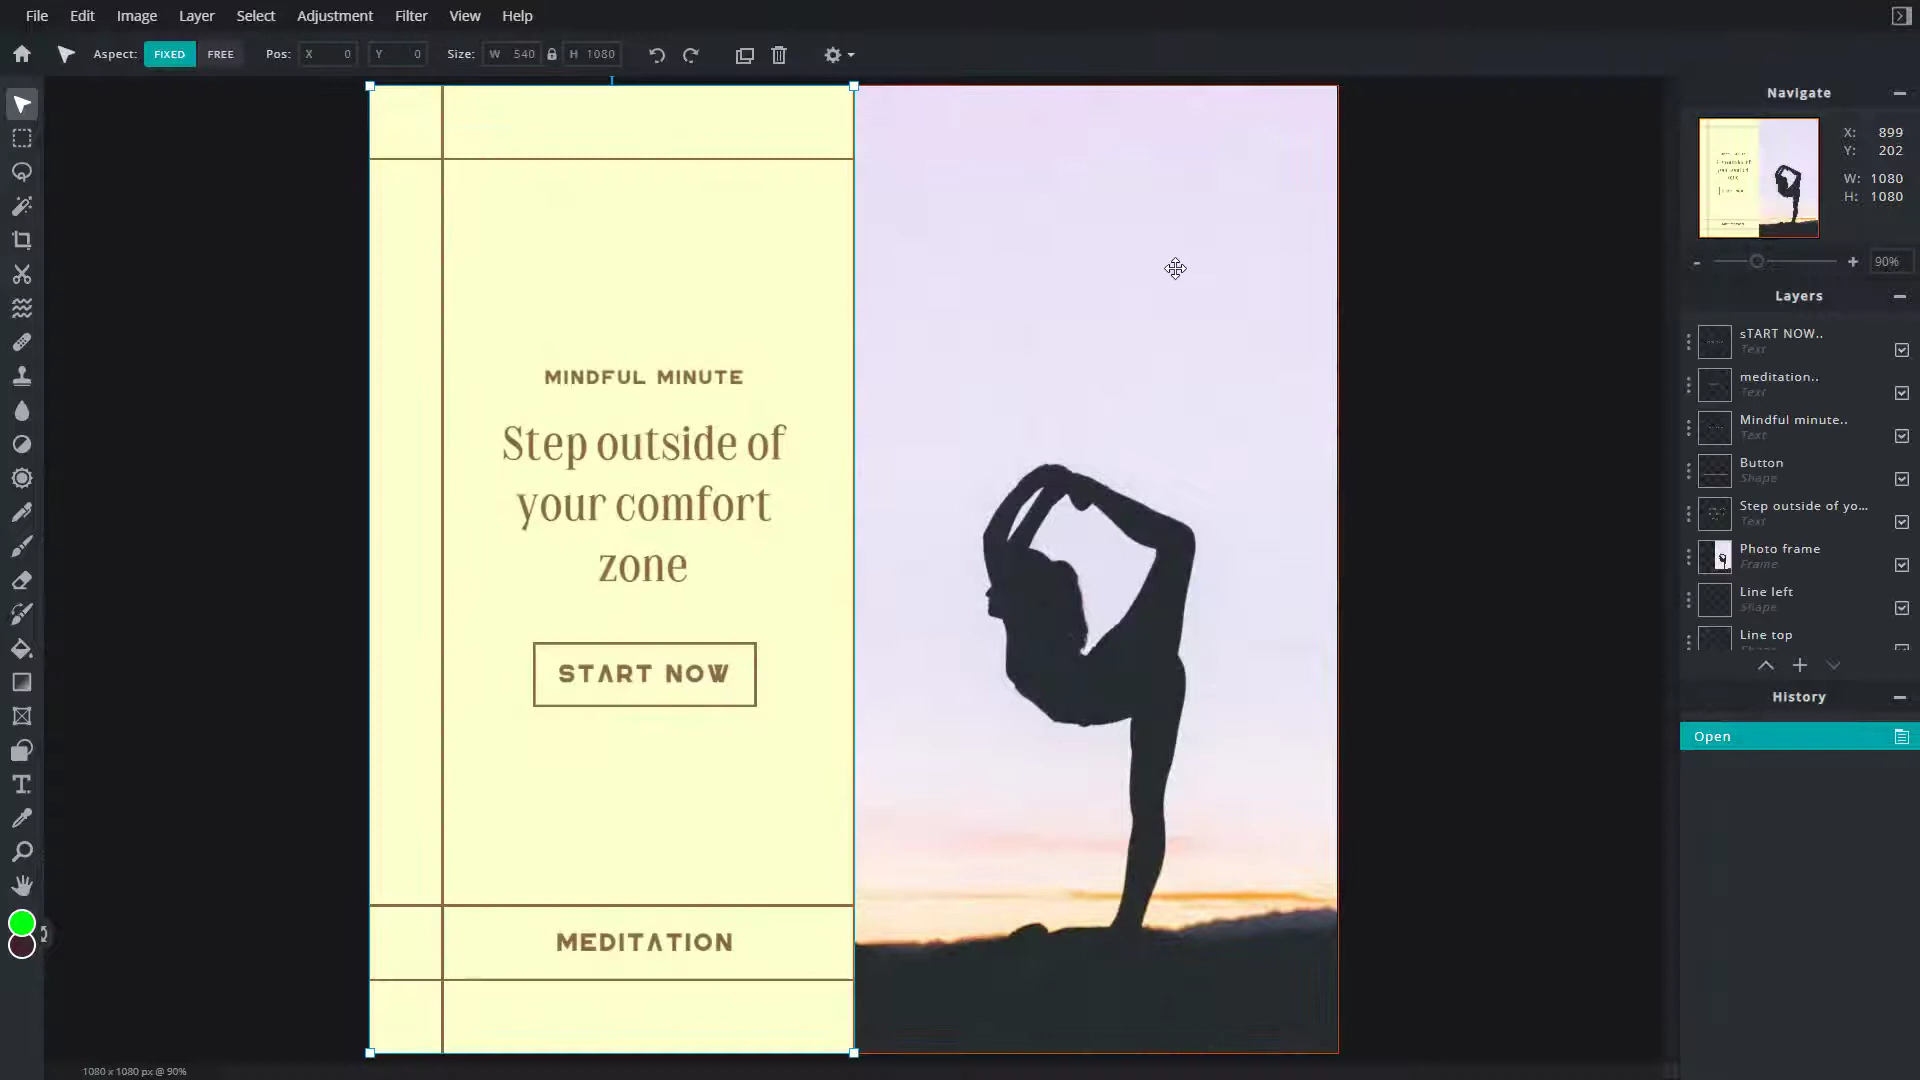 File Edit Image Layer Select Adjustment Filter View Help
Aspect: FIXED FREE Pos: X 0 Y 0 Size: W 540 H 1080
Navigate
X: 899
Y: 202
W: 1080
H: 1080
90%
Layers
sTART NOW..
Text
meditation..
Text
Mindful minute..
Text
Button
Shape
Step outside of yo...
Text
Photo frame
Frame
Line left
Shape
Line top
History
Open
MINDFUL MINUTE
Step outside of
your comfort
zone
START NOW
MEDITATION
1080 x 1080 px @ 90%